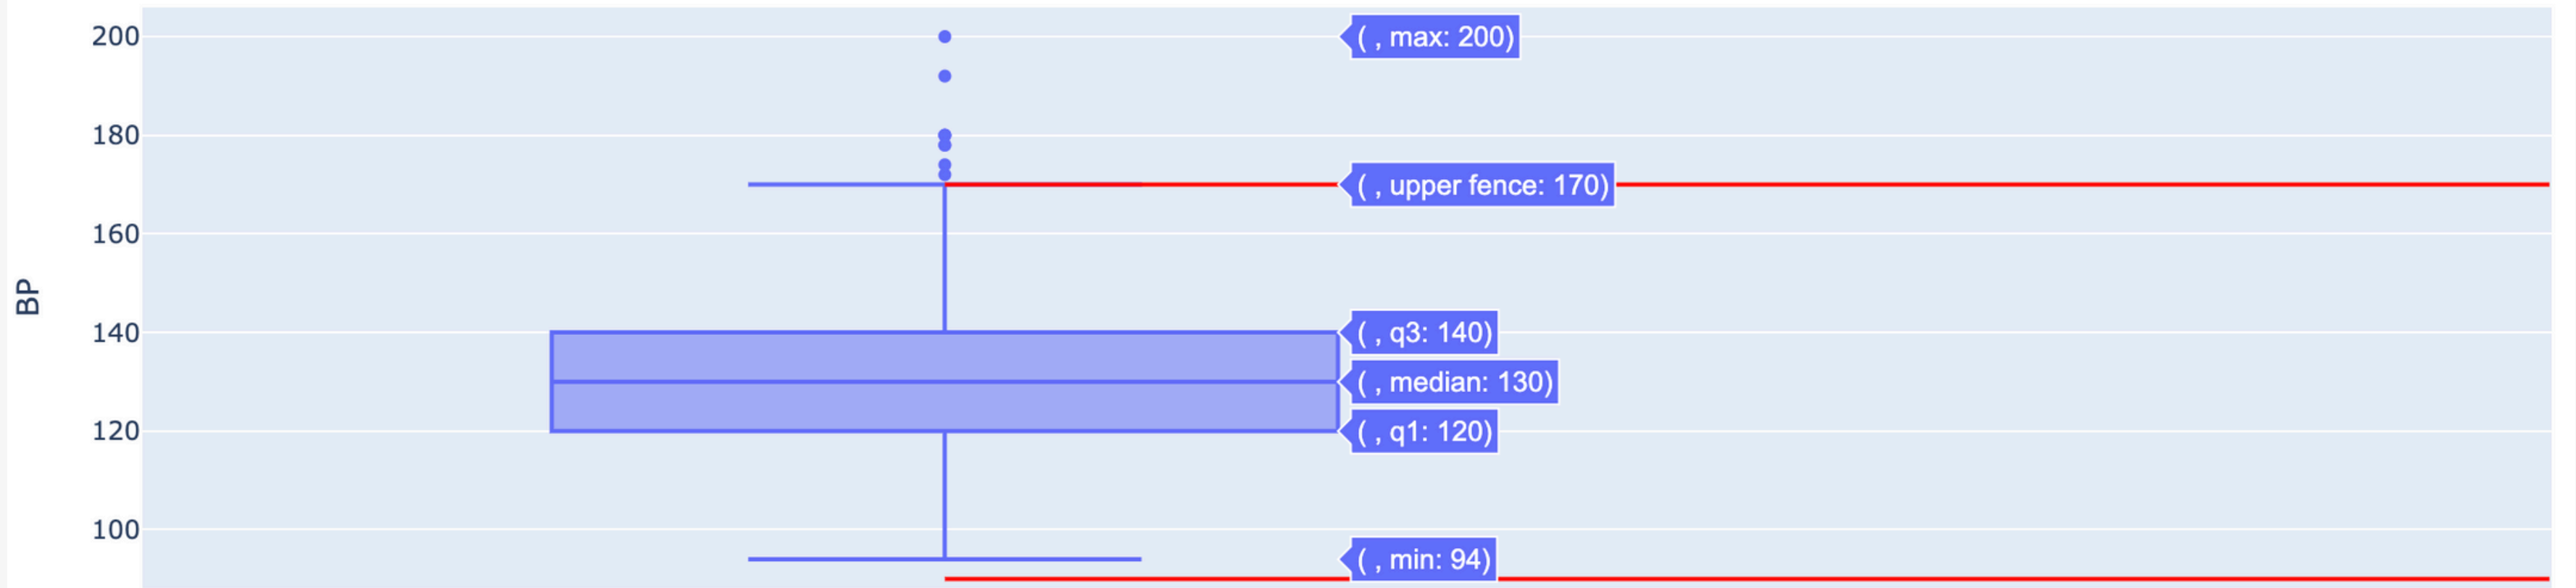 200
( , max: 200)
180
( , upper fence: 170)
160
BP
140
( , q3: 140)
( , median: 130)
120
( , q1: 120)
100
( , min: 94)